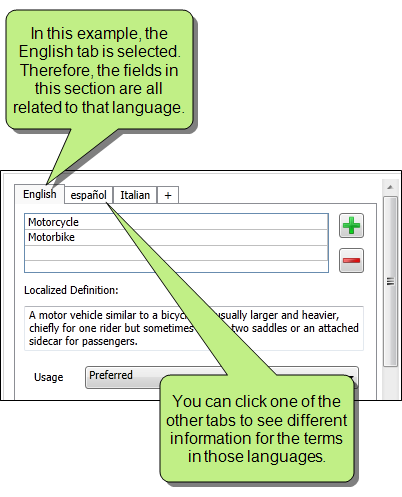 In this example, the
English tab is selected.
Therefore, the fields in
this section are all
related to that language.
English español Italian +
Motorcycle
Motorbike
Localized Definition:
A motor vehicle similar to a bicy usually larger and heavier,
chiefly for one rider but sometimes two saddles or an attached
sidecar for passengers.
Usage Preferred
You can click one of the
other tabs to see different
information for the terms
in those languages.